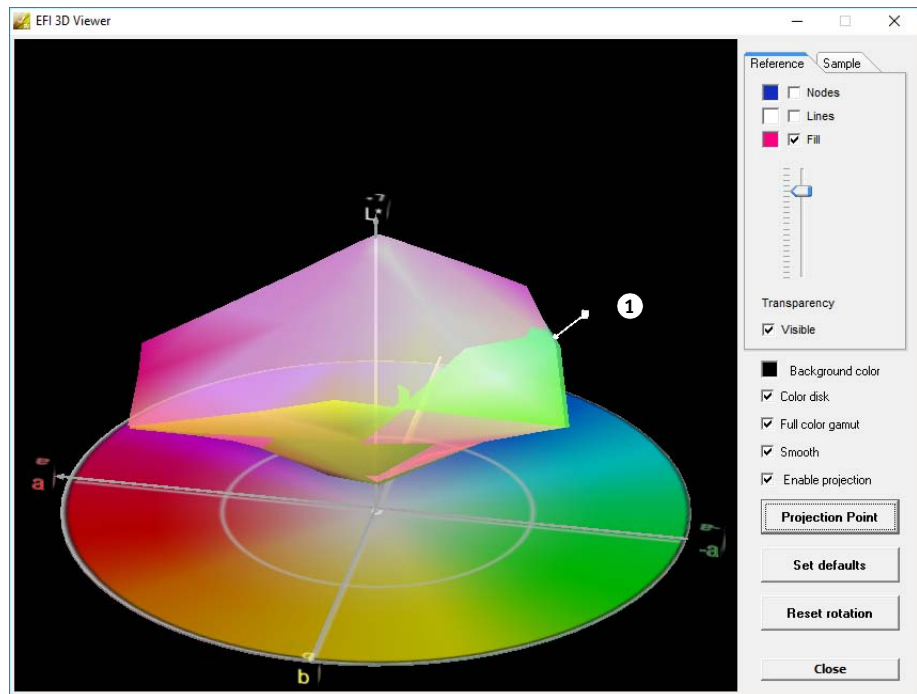 EFI 3D Viewer
Reference
Sample
Nodes
Lines
Fill
Transparency
Visible
Background color
Color disk
Full color gamut
Smooth
Enable projection
Projection Point
Set defaults
Reset rotation
Close
L*
1
a
-a
b